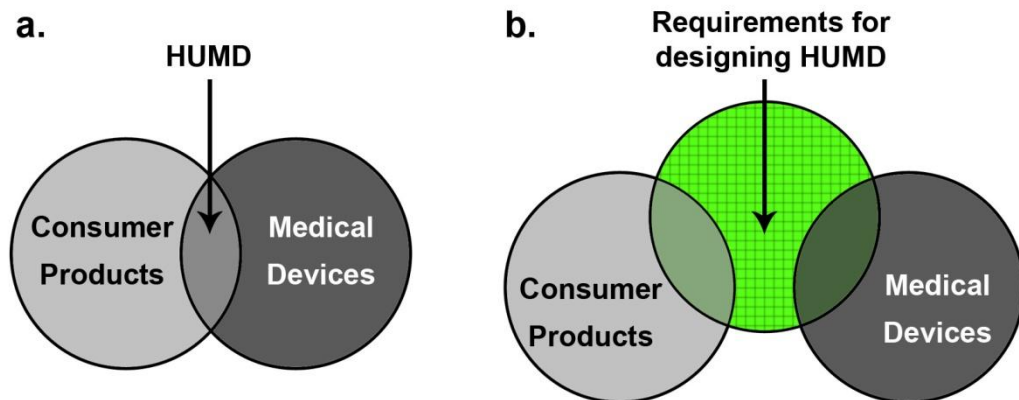 a.
HUMD
Consumer
Products
Medical
Devices
b.
Requirements for
designing HUMD
Consumer
Products
Medical
Devices